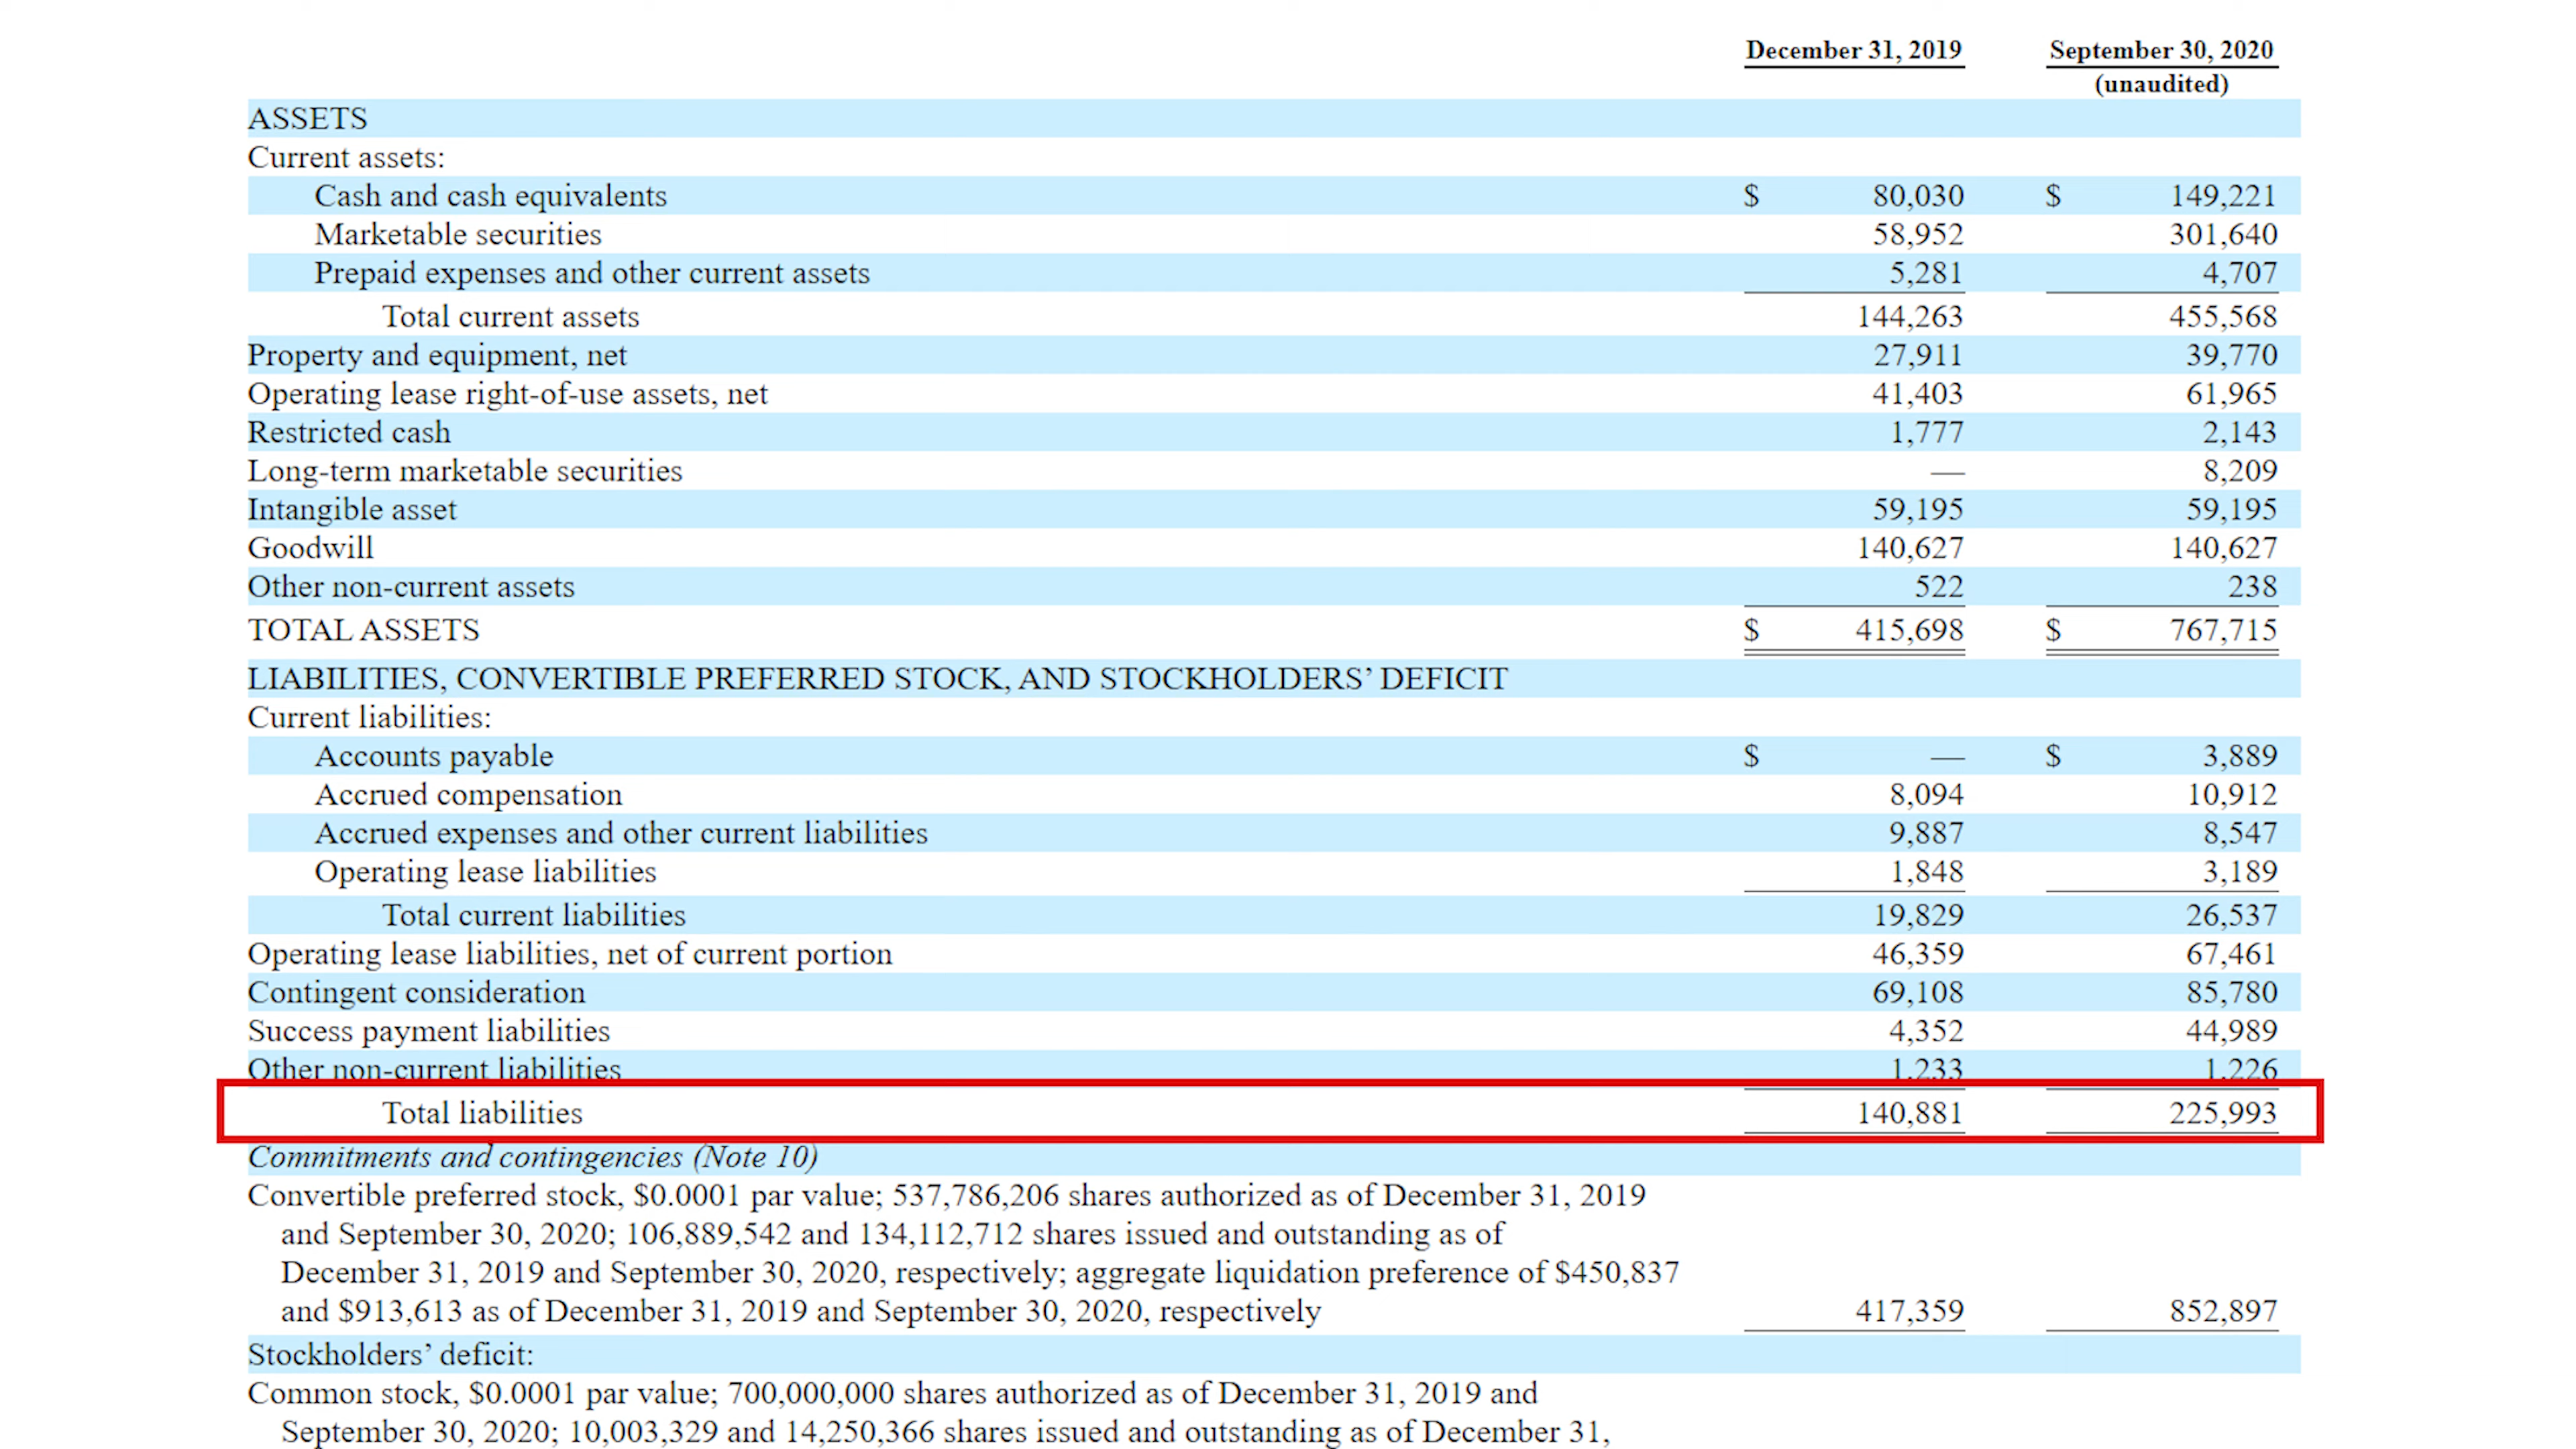 December 31, 2019 September 30, 2020
(unaudited)
ASSETS
Current assets:
Cash and cash equivalents $ 80,030 $ 149,221
Marketable securities 58,952 301,640
Prepaid expenses and other current assets 5,281 4,707
Total current assets 144,263 455,568
Property and equipment, net 27,911 39,770
Operating lease right-of-use assets, net 41,403 61,965
Restricted cash 1,777 2,143
Long-term marketable securities — 8,209
Intangible asset 59,195 59,195
Goodwill 140,627 140,627
Other non-current assets 522 238
TOTAL ASSETS $ 415,698 $ 767,715
LIABILITIES, CONVERTIBLE PREFERRED STOCK, AND STOCKHOLDERS’ DEFICIT
Current liabilities:
Accounts payable $ — $ 3,889
Accrued compensation 8,094 10,912
Accrued expenses and other current liabilities 9,887 8,547
Operating lease liabilities 1,848 3,189
Total current liabilities 19,829 26,537
Operating lease liabilities, net of current portion 46,359 67,461
Contingent consideration 69,108 85,780
Success payment liabilities 4,352 44,989
Other non-current liabilities 1,233 1,226
Total liabilities 140,881 225,993
Commitments and contingencies (Note 10)
Convertible preferred stock, $0.0001 par value; 537,786,206 shares authorized as of December 31, 2019
and September 30, 2020; 106,889,542 and 134,112,712 shares issued and outstanding as of
December 31, 2019 and September 30, 2020, respectively; aggregate liquidation preference of $450,837
and $913,613 as of December 31, 2019 and September 30, 2020, respectively 417,359 852,897
Stockholders’ deficit:
Common stock, $0.0001 par value; 700,000,000 shares authorized as of December 31, 2019 and
September 30, 2020; 10,003,329 and 14,250,366 shares issued and outstanding as of December 31,